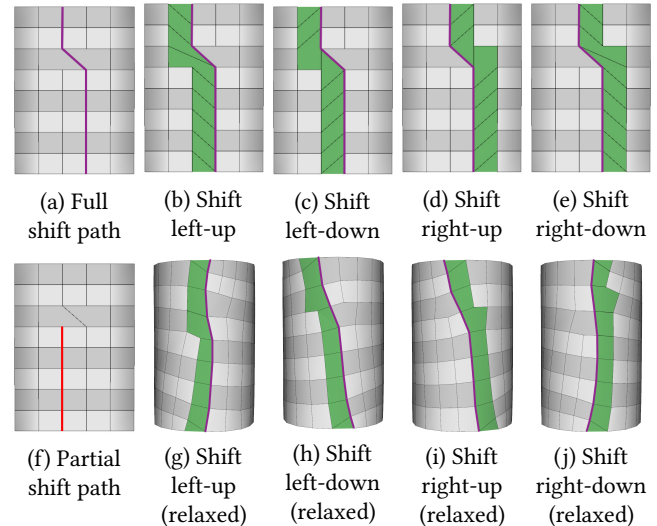 (a) Full
shift path
(b) Shift
left-up
(c) Shift
left-down
(d) Shift
right-up
(e) Shift
right-down
(f) Partial
shift path
(g) Shift
left-up
(relaxed)
(h) Shift
left-down
(relaxed)
(i) Shift
right-up
(relaxed)
(j) Shift
right-down
(relaxed)